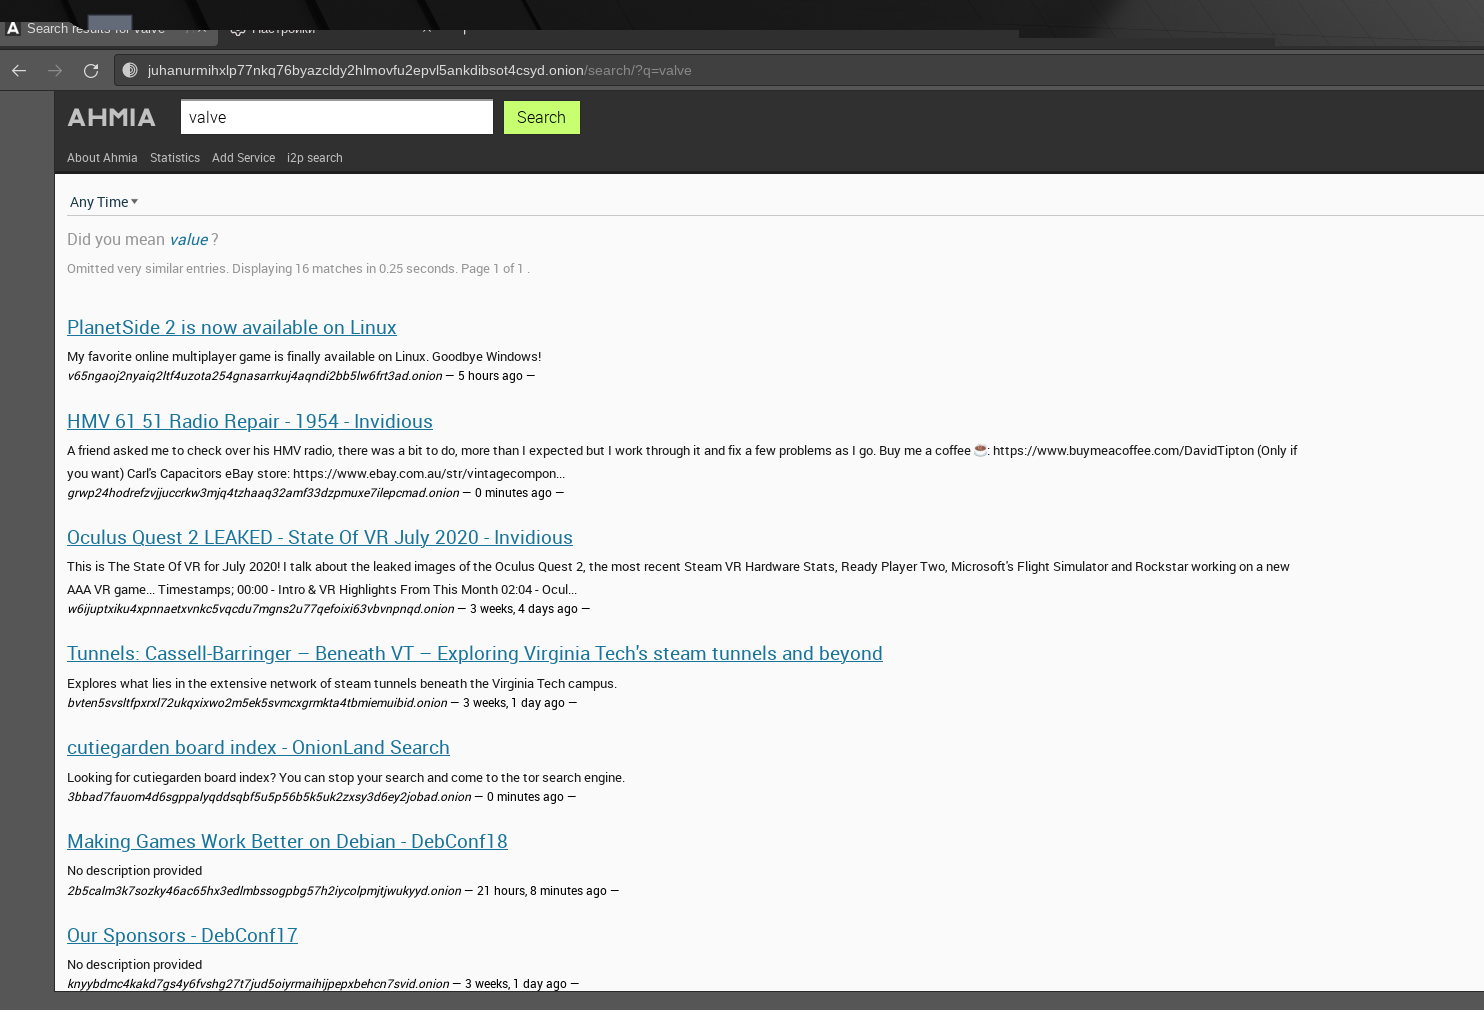 Search results for valve
Настройки
juhanurmihxlp77nkq76byazcldy2hlmovfu2epvl5ankdibsot4csyd.onion/search/?q=valve
AHMIA
valve
Search
About Ahmia Statistics Add Service i2p search
Any Time
Did you mean value ?
Omitted very similar entries. Displaying 16 matches in 0.25 seconds. Page 1 of 1 .
PlanetSide 2 is now available on Linux
My favorite online multiplayer game is finally available on Linux. Goodbye Windows!
v65ngaoj2nyaiq2ltf4uzota254gnasarrkuj4aqndi2bb5lw6frt3ad.onion — 5 hours ago —
HMV 61 51 Radio Repair - 1954 - Invidious
A friend asked me to check over his HMV radio, there was a bit to do, more than I expected but I work through it and fix a few problems as I go. Buy me a coffee ☕: https://www.buymeacoffee.com/DavidTipton (Only if
you want) Carl's Capacitors eBay store: https://www.ebay.com.au/str/vintagecompon...
grwp24hodrefzvjjuccrkw3mjq4tzhaaq32amf33dzpmuxe7ilepcmad.onion — 0 minutes ago —
Oculus Quest 2 LEAKED - State Of VR July 2020 - Invidious
This is The State Of VR for July 2020! I talk about the leaked images of the Oculus Quest 2, the most recent Steam VR Hardware Stats, Ready Player Two, Microsoft's Flight Simulator and Rockstar working on a new
AAA VR game... Timestamps; 00:00 - Intro & VR Highlights From This Month 02:04 - Ocul...
w6ijuptxiku4xpnnaetxvnkc5vqcdu7mgns2u77qefoixi63vbvnpnqd.onion — 3 weeks, 4 days ago —
Tunnels: Cassell-Barringer – Beneath VT – Exploring Virginia Tech's steam tunnels and beyond
Explores what lies in the extensive network of steam tunnels beneath the Virginia Tech campus.
bvten5svsltfpxrxl72ukqxixwo2m5ek5svmcxgrmkta4tbmiemuibid.onion — 3 weeks, 1 day ago —
cutiegarden board index - OnionLand Search
Looking for cutiegarden board index? You can stop your search and come to the tor search engine.
3bbad7fauom4d6sgppalyqddsqbf5u5p56b5k5uk2zxsy3d6ey2jobad.onion — 0 minutes ago —
Making Games Work Better on Debian - DebConf18
No description provided
2b5calm3k7sozky46ac65hx3edlmbssogpbg57h2iycolpmjtjwukyyd.onion — 21 hours, 8 minutes ago —
Our Sponsors - DebConf17
No description provided
knyybdmc4kakd7gs4y6fvshg27t7jud5oiyrmaihijpepxbehcn7svid.onion — 3 weeks, 1 day ago —